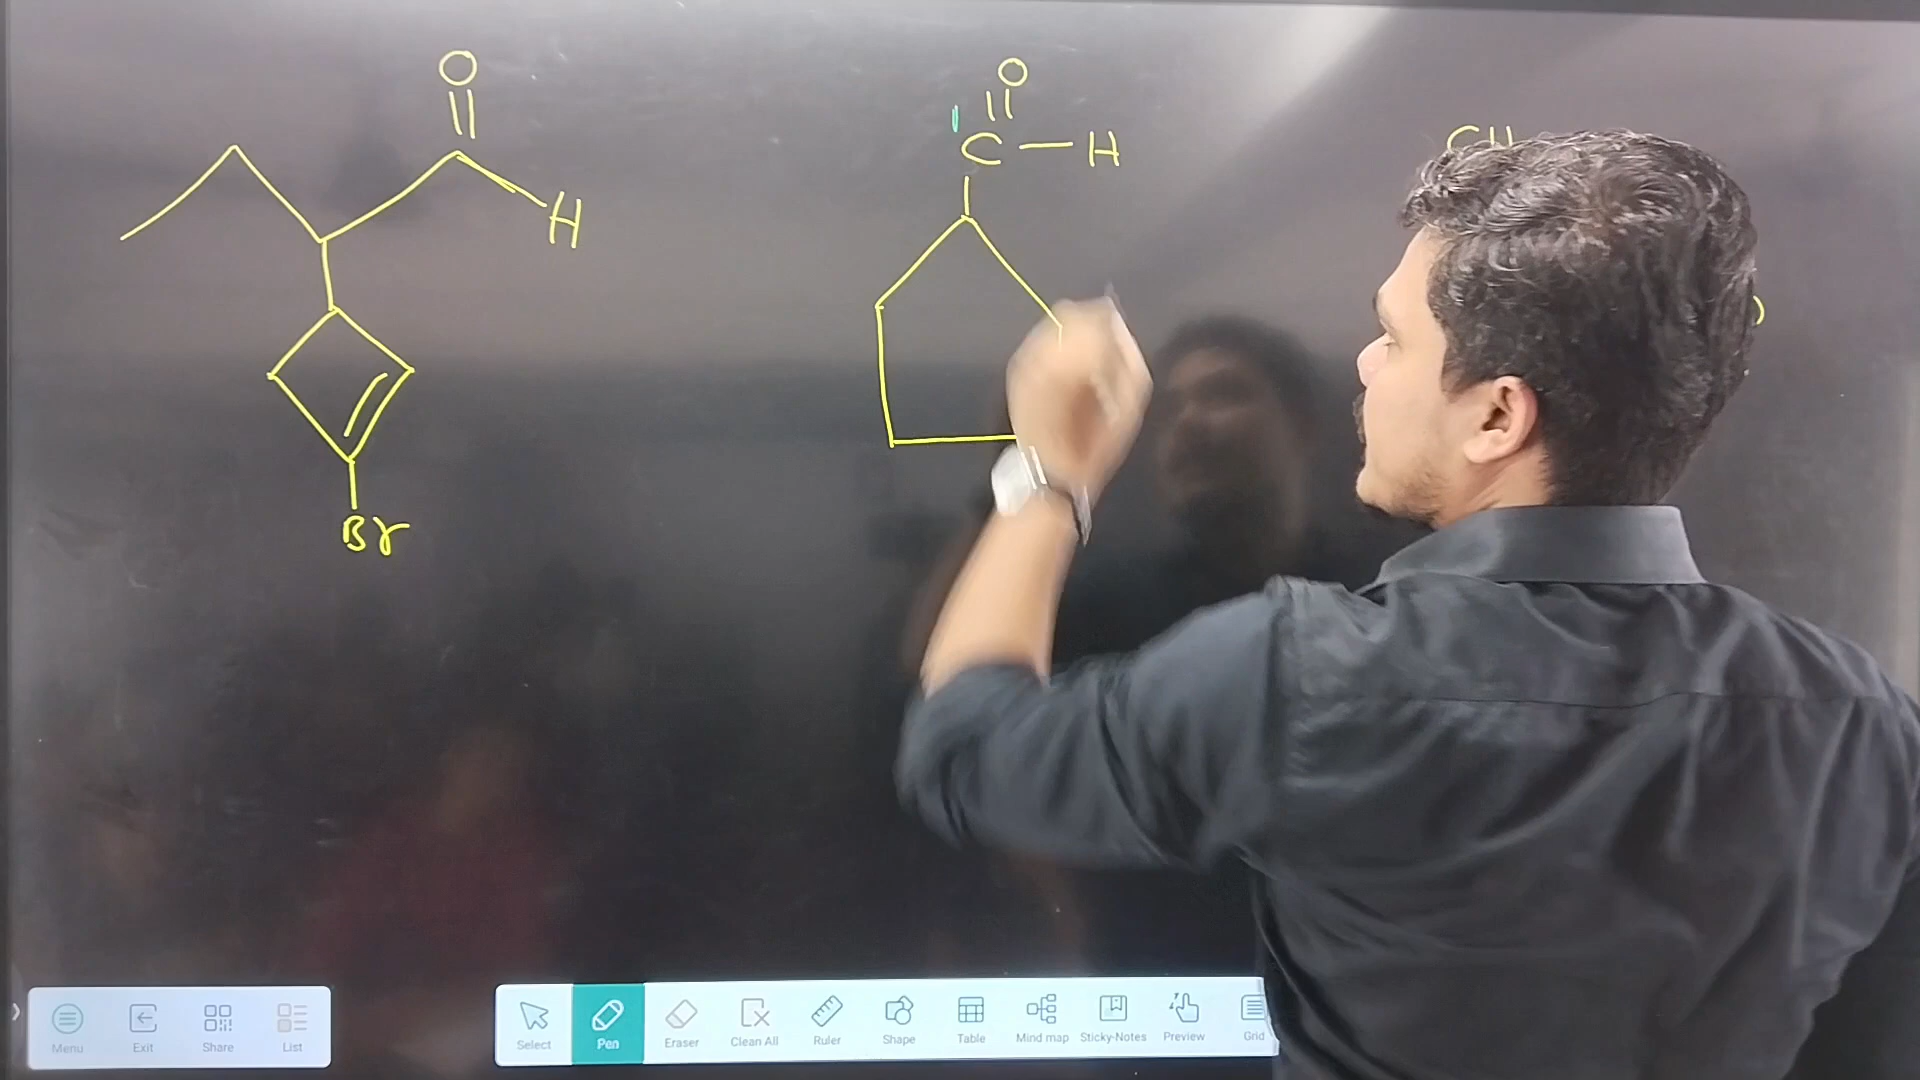 O
H
Br
O
C — H
CH
Menu
Exit
Share
List
Select
Pen
Eraser
Clean All
Ruler
Shape
Table
Mind map
Sticky-Notes
Preview
Grid